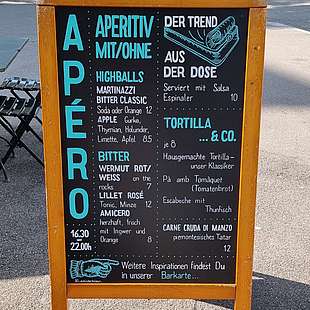 APÉRO
16.30
-
22.00h
APERITIV
MIT/OHNE
HIGHBALLS
MARTINAZZI
BITTER CLASSIC
Soda oder Orange 12
APPLE Gurke,
Thymian, Holunder,
Limette, Apfel 8.5
BITTER
WERMUT ROT/
WEISS on the
rocks 7
LILLET ROSÉ
Tonic, Minze 12
AMICERO
herzhaft, frisch
mit Ingwer und
Orange 8
DER TREND
AUS
DER DOSE
Serviert mit Salsa
Espinaler 10
TORTILLA
... & CO.
je 8
Hausgemachte Tortilla -
unser Klassiker
Pà amb Tomàquet
(Tomatenbrot)
Escabeche mit
Thunfisch
CARNE CRUDA DI MANZO
piemontesisches Tatar
12
Weitere Inspirationen findest Du
in unserer Barkarte...